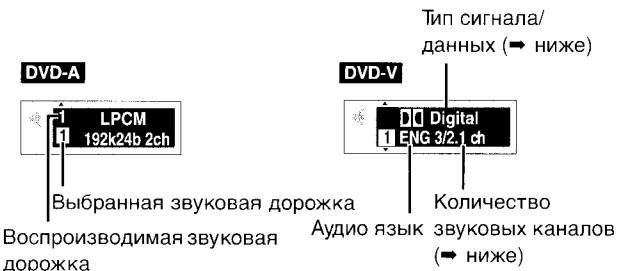 Тип сигнала/
данных (➡ ниже)
DVD-A
DVD-V
1 LPCM
1 192k24b 2ch
Digital
1 ENG 3/2.1 ch
Выбранная звуковая дорожка
Воспроизводимая звуковая
дорожка
Аудио язык
Количество
звуковых каналов
(➡ ниже)